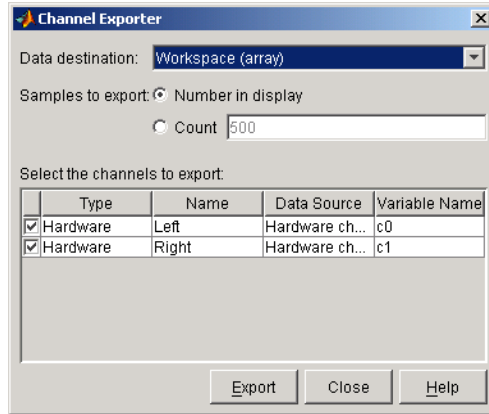 Channel Exporter
Data destination: Workspace (array)
Samples to export: Number in display
Count 500
Select the channels to export:
Type Name Data Source Variable Name
Hardware Left Hardware ch... c0
Hardware Right Hardware ch... c1
Export Close Help